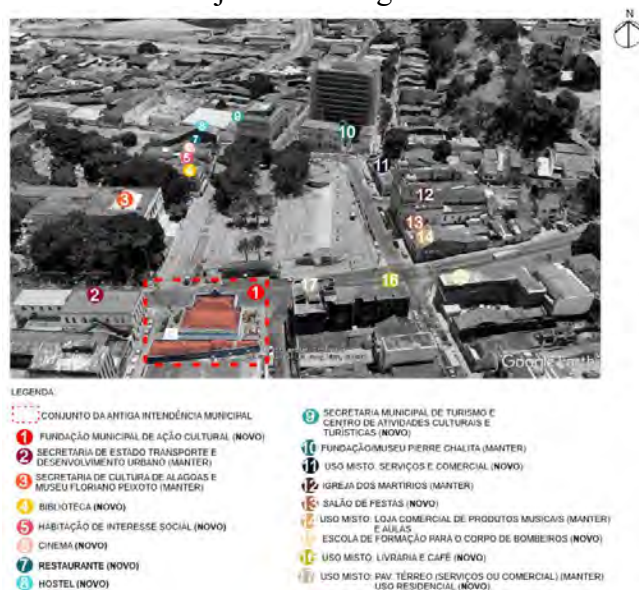 N
9
8
7
6
5
4
3
10
11
12
13
14
2
1
17
16
Google Earth
LEGENDA
CONJUNTO DA ANTIGA INTENDÊNCIA MUNICIPAL
1 FUNDAÇÃO MUNICIPAL DE AÇÃO CULTURAL (NOVO)
2 SECRETARIA DE ESTADO TRANSPORTE E
DESENVOLVIMENTO URBANO (MANTER)
3 SECRETARIA DE CULTURA DE ALAGOAS E
MUSEU FLORIANO PEIXOTO (MANTER)
4 BIBLIOTECA (NOVO)
5 HABITAÇÃO DE INTERESSE SOCIAL (NOVO)
6 CINEMA (NOVO)
7 RESTAURANTE (NOVO)
8 HOSTEL (NOVO)
9 SECRETARIA MUNICIPAL DE TURISMO E
CENTRO DE ATIVIDADES CULTURAIS E
TURÍSTICAS (NOVO)
10 FUNDAÇÃO/MUSEU PIERRE CHALITA (MANTER)
11 USO MISTO: SERVIÇOS E COMERCIAL (NOVO)
12 IGREJA DOS MARTÍRIOS (MANTER)
13 SALÃO DE FESTAS (NOVO)
14 USO MISTO: LOJA COMERCIAL DE PRODUTOS MUSICAIS (MANTER)
E AULAS
ESCOLA DE FORMAÇÃO PARA O CORPO DE BOMBEIROS (NOVO)
16 USO MISTO: LIVRARIA E CAFÉ (NOVO)
17 USO MISTO: PAV. TÉRREO (SERVIÇOS OU COMERCIAL) (MANTER)
USO RESIDENCIAL (NOVO)